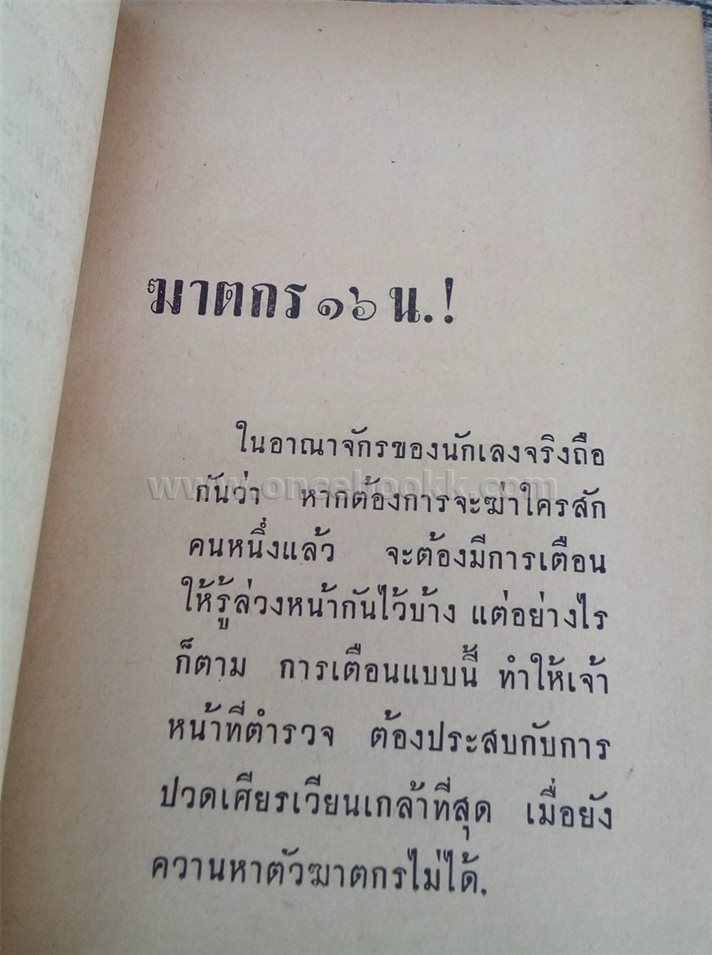 ฆาตกร ๑๖ น.!
ในอาณาจักรของนักเลงจริงถือ
กันว่า หากต้องการจะฆ่าใครสัก
คนหนึ่งแล้ว จะต้องมีการเตือน
ให้รู้ล่วงหน้ากันไว้บ้าง แต่อย่างไร
ก็ตาม การเตือนแบบนี้ ทำให้เจ้า
หน้าที่ตำรวจ ต้องประสบกับการ
ปวดเศียรเวียนเกล้าที่สุด เมื่อยัง
ควานหาตัวฆาตกรไม่ได้.
www.oncebookk.com